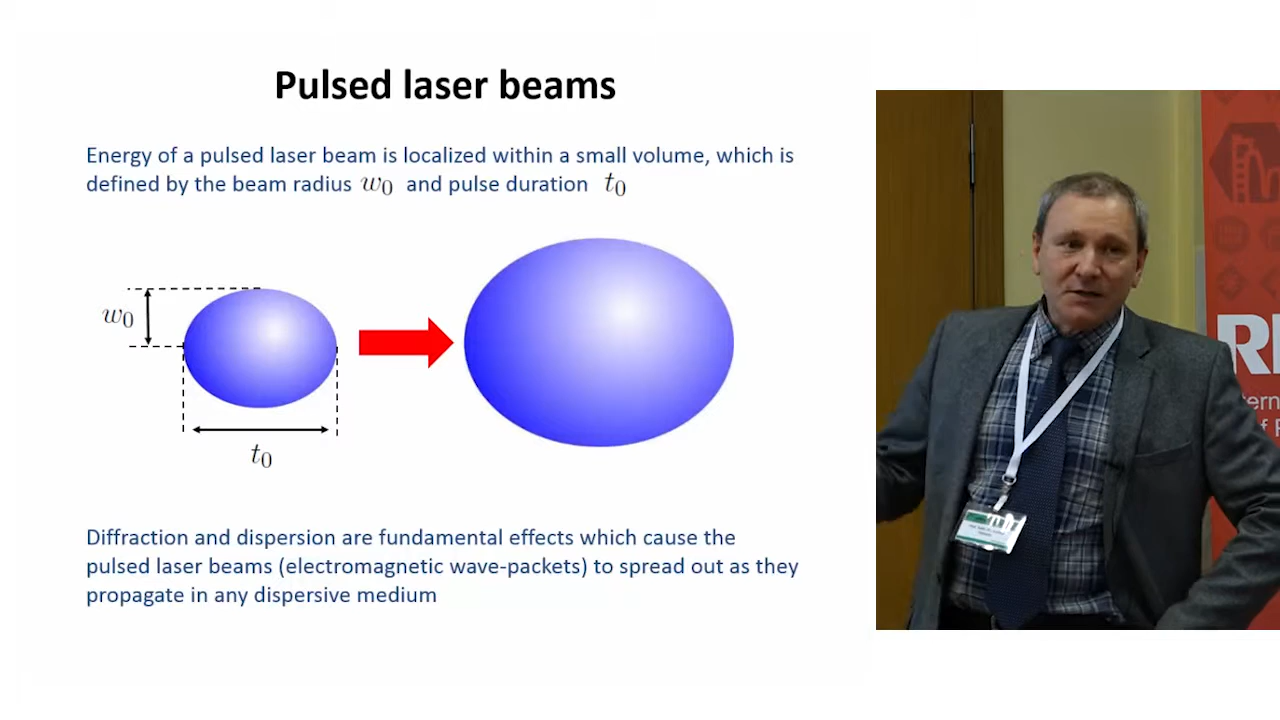 Pulsed laser beams
Energy of a pulsed laser beam is localized within a small volume, which is
defined by the beam radius w₀ and pulse duration t₀
w₀
t₀
Diffraction and dispersion are fundamental effects which cause the
pulsed laser beams (electromagnetic wave-packets) to spread out as they
propagate in any dispersive medium